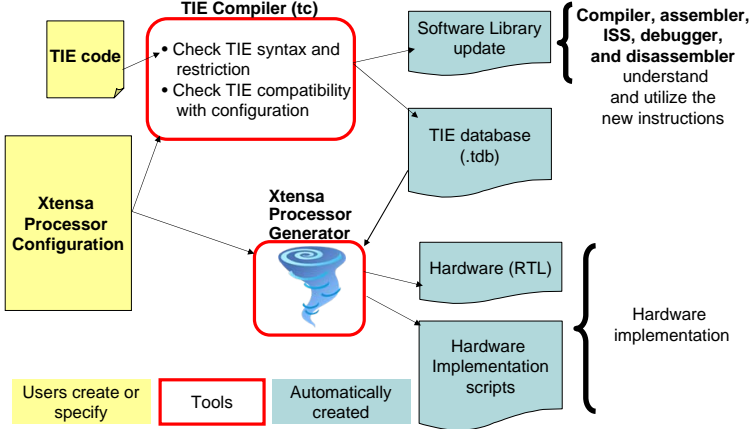 TIE Compiler (tc)
TIE code
• Check TIE syntax and
restriction
• Check TIE compatibility
with configuration
Software Library
update
Compiler, assembler,
ISS, debugger,
and disassembler
understand
and utilize the
new instructions
TIE database
(.tdb)
Xtensa
Processor
Configuration
Xtensa
Processor
Generator
Hardware (RTL)
Hardware
Implementation
scripts
Hardware
implementation
Users create or
specify
Tools
Automatically
created